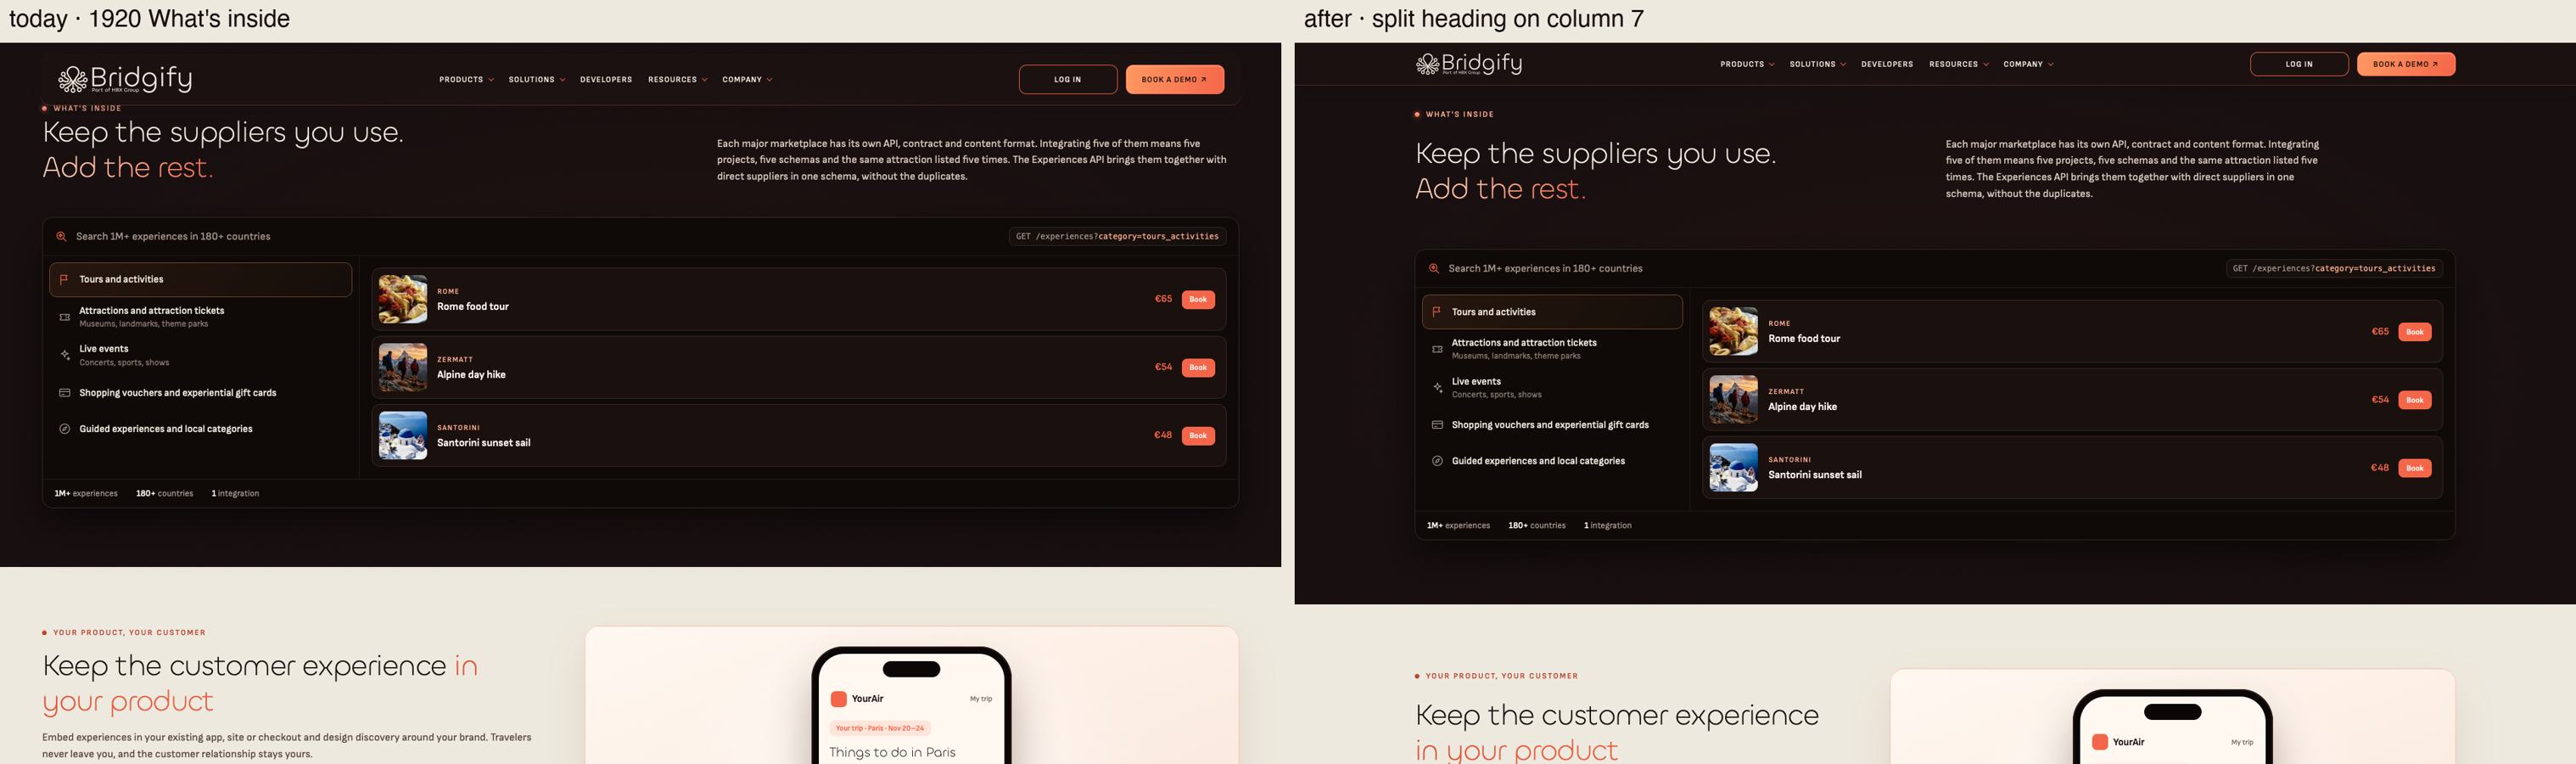 today · 1920 What's inside
Bridgify
Part of HBX Group
PRODUCTS SOLUTIONS DEVELOPERS RESOURCES COMPANY
LOG IN
BOOK A DEMO ↗
WHAT'S INSIDE
Keep the suppliers you use.
Add the rest.
Each major marketplace has its own API, contract and content format. Integrating five of them means five
projects, five schemas and the same attraction listed five times. The Experiences API brings them together with
direct suppliers in one schema, without the duplicates.
Search 1M+ experiences in 180+ countries
GET /experiences?category=tours_activities
Tours and activities
Attractions and attraction tickets
Museums, landmarks, theme parks
Live events
Concerts, sports, shows
Shopping vouchers and experiential gift cards
Guided experiences and local categories
ROME
Rome food tour
€65 Book
ZERMATT
Alpine day hike
€54 Book
SANTORINI
Santorini sunset sail
€48 Book
1M+ experiences 180+ countries 1 integration
YOUR PRODUCT, YOUR CUSTOMER
Keep the customer experience in
your product
Embed experiences in your existing app, site or checkout and design discovery around your brand. Travelers
never leave you, and the customer relationship stays yours.
YourAir
My trip
Your trip · Paris · Nov 20–24
Things to do in Paris
after · split heading on column 7
Bridgify
Part of HBX Group
PRODUCTS SOLUTIONS DEVELOPERS RESOURCES COMPANY
LOG IN
BOOK A DEMO ↗
WHAT'S INSIDE
Keep the suppliers you use.
Add the rest.
Each major marketplace has its own API, contract and content format. Integrating
five of them means five projects, five schemas and the same attraction listed five
times. The Experiences API brings them together with direct suppliers in one
schema, without the duplicates.
Search 1M+ experiences in 180+ countries
GET /experiences?category=tours_activities
Tours and activities
Attractions and attraction tickets
Museums, landmarks, theme parks
Live events
Concerts, sports, shows
Shopping vouchers and experiential gift cards
Guided experiences and local categories
ROME
Rome food tour
€65 Book
ZERMATT
Alpine day hike
€54 Book
SANTORINI
Santorini sunset sail
€48 Book
1M+ experiences 180+ countries 1 integration
YOUR PRODUCT, YOUR CUSTOMER
Keep the customer experience
in your product
YourAir
My trip